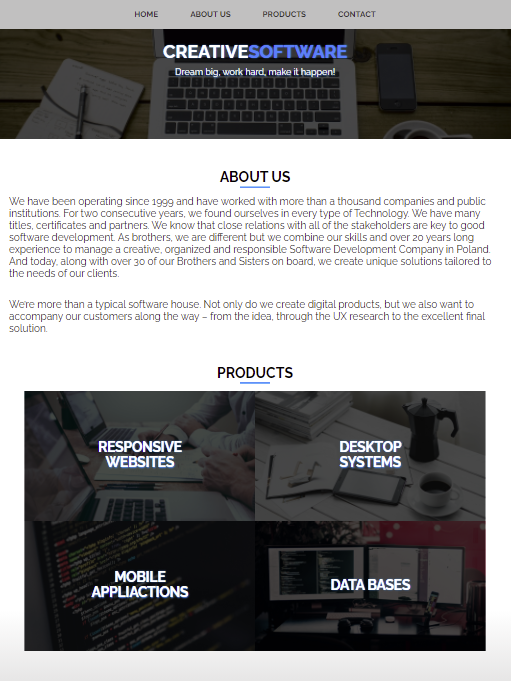 HOME ABOUT US PRODUCTS CONTACT
CREATIVESOFTWARE
Dream big, work hard, make it happen!
ABOUT US
We have been operating since 1999 and have worked with more than a thousand companies and public
institutions. For two consecutive years, we found ourselves in every type of Technology. We have many
titles, certificates and partners. We know that close relations with all of the stakeholders are key to good
software development. As brothers, we are different but we combine our skills and over 20 years long
experience to manage a creative, organized and responsible Software Development Company in Poland.
And today, along with over 30 of our Brothers and Sisters on board, we create unique solutions tailored to
the needs of our clients.
We're more than a typical software house. Not only do we create digital products, but we also want to
accompany our customers along the way – from the idea, through the UX research to the excellent final
solution.
PRODUCTS
RESPONSIVE
WEBSITES
DESKTOP
SYSTEMS
MOBILE
APPLIACTIONS
DATA BASES